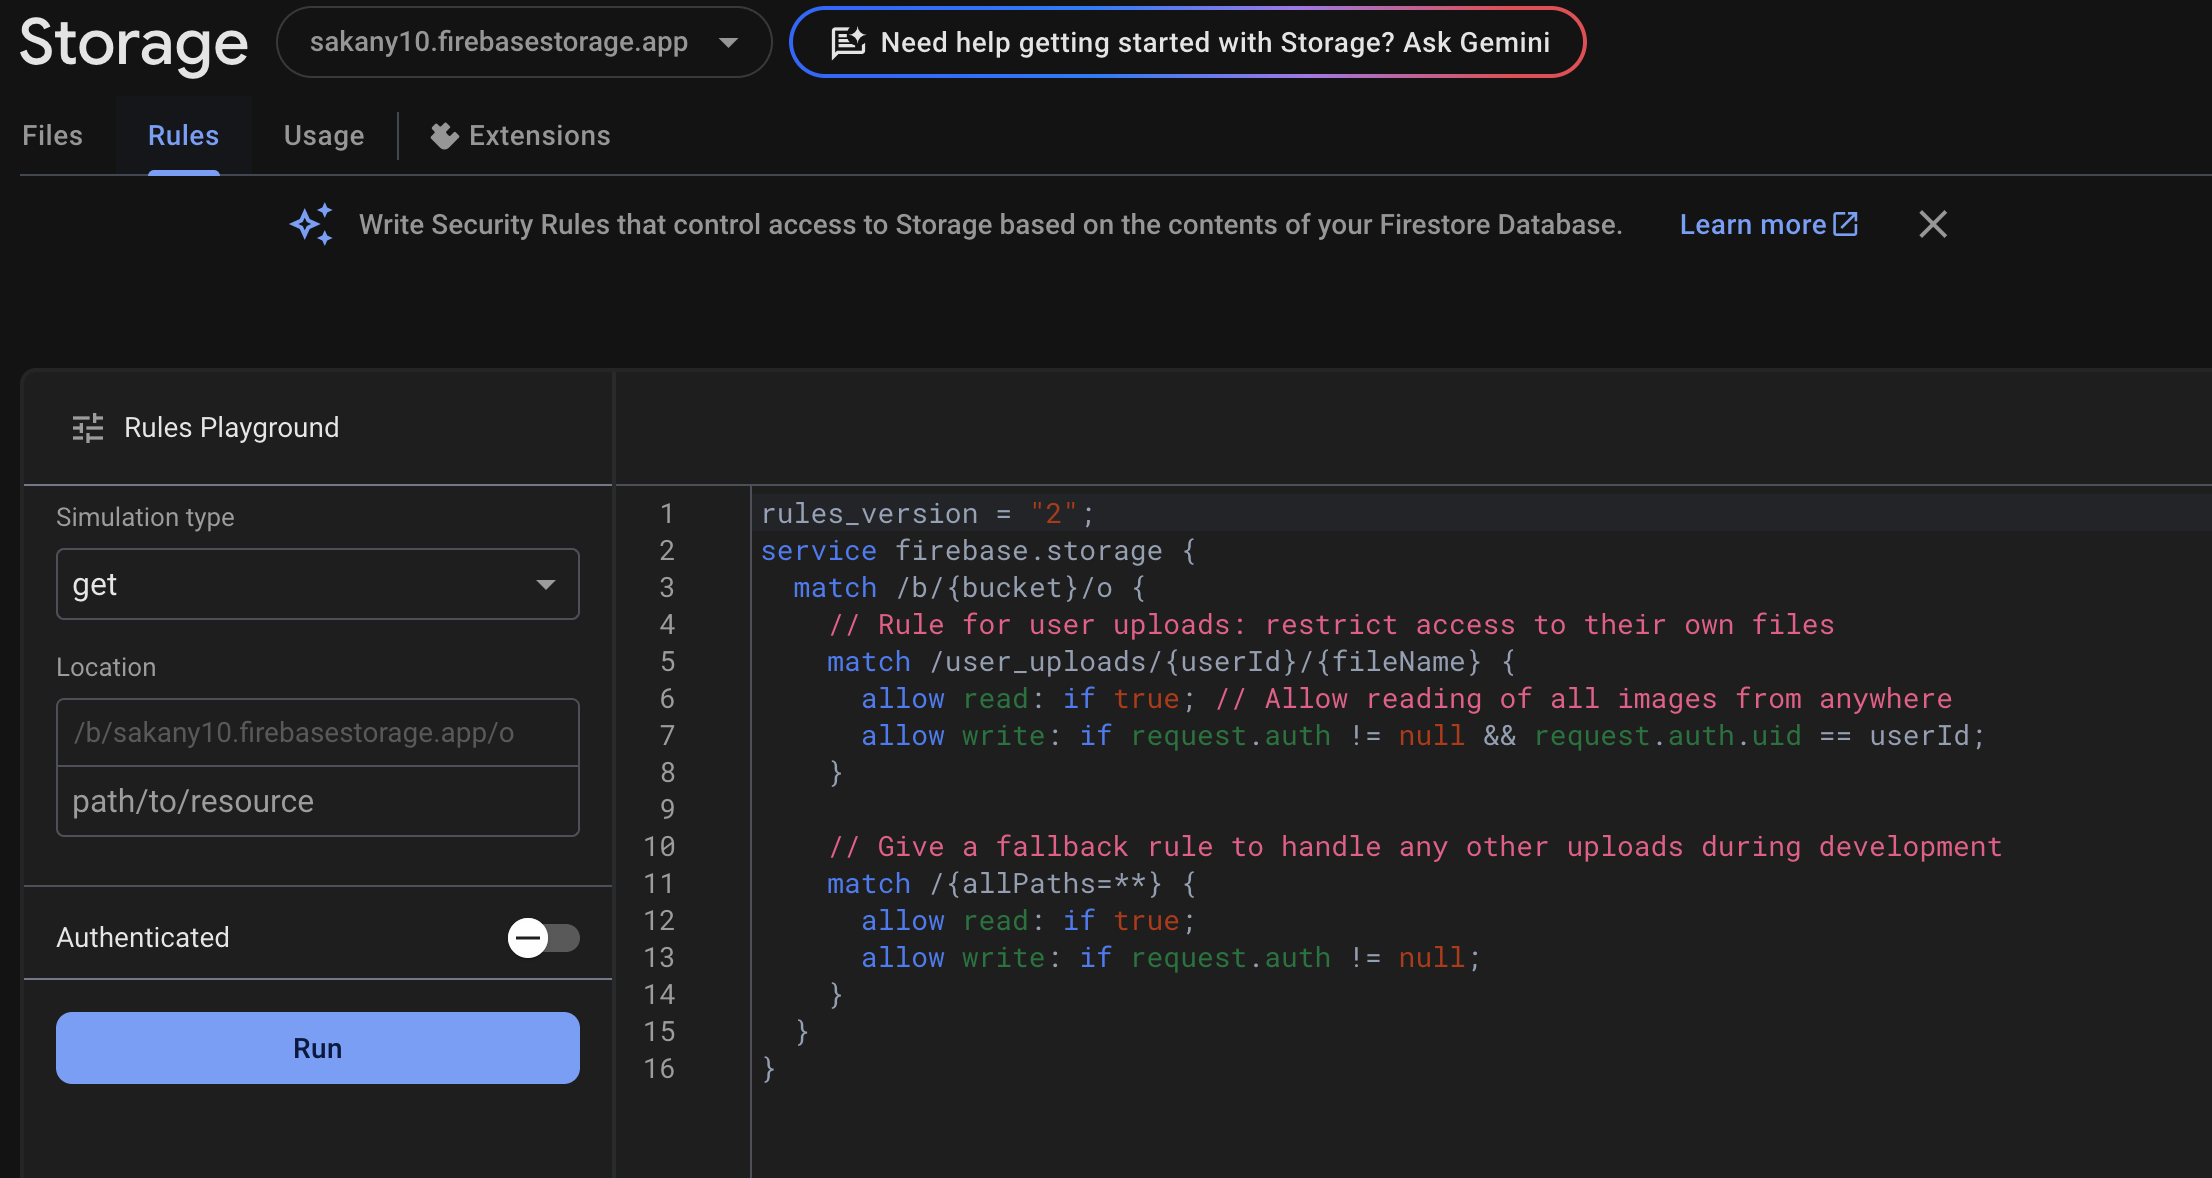 Storage
sakany10.firebasestorage.app
Need help getting started with Storage? Ask Gemini
Files
Rules
Usage
Extensions
Write Security Rules that control access to Storage based on the contents of your Firestore Database.
Learn more
Rules Playground
Simulation type
get
Location
/b/sakany10.firebasestorage.app/o
path/to/resource
Authenticated
Run
1 rules_version = "2";
2 service firebase.storage {
3   match /b/{bucket}/o {
4     // Rule for user uploads: restrict access to their own files
5     match /user_uploads/{userId}/{fileName} {
6       allow read: if true; // Allow reading of all images from anywhere
7       allow write: if request.auth != null && request.auth.uid == userId;
8     }
9
10     // Give a fallback rule to handle any other uploads during development
11     match /{allPaths=**} {
12       allow read: if true;
13       allow write: if request.auth != null;
14     }
15   }
16 }